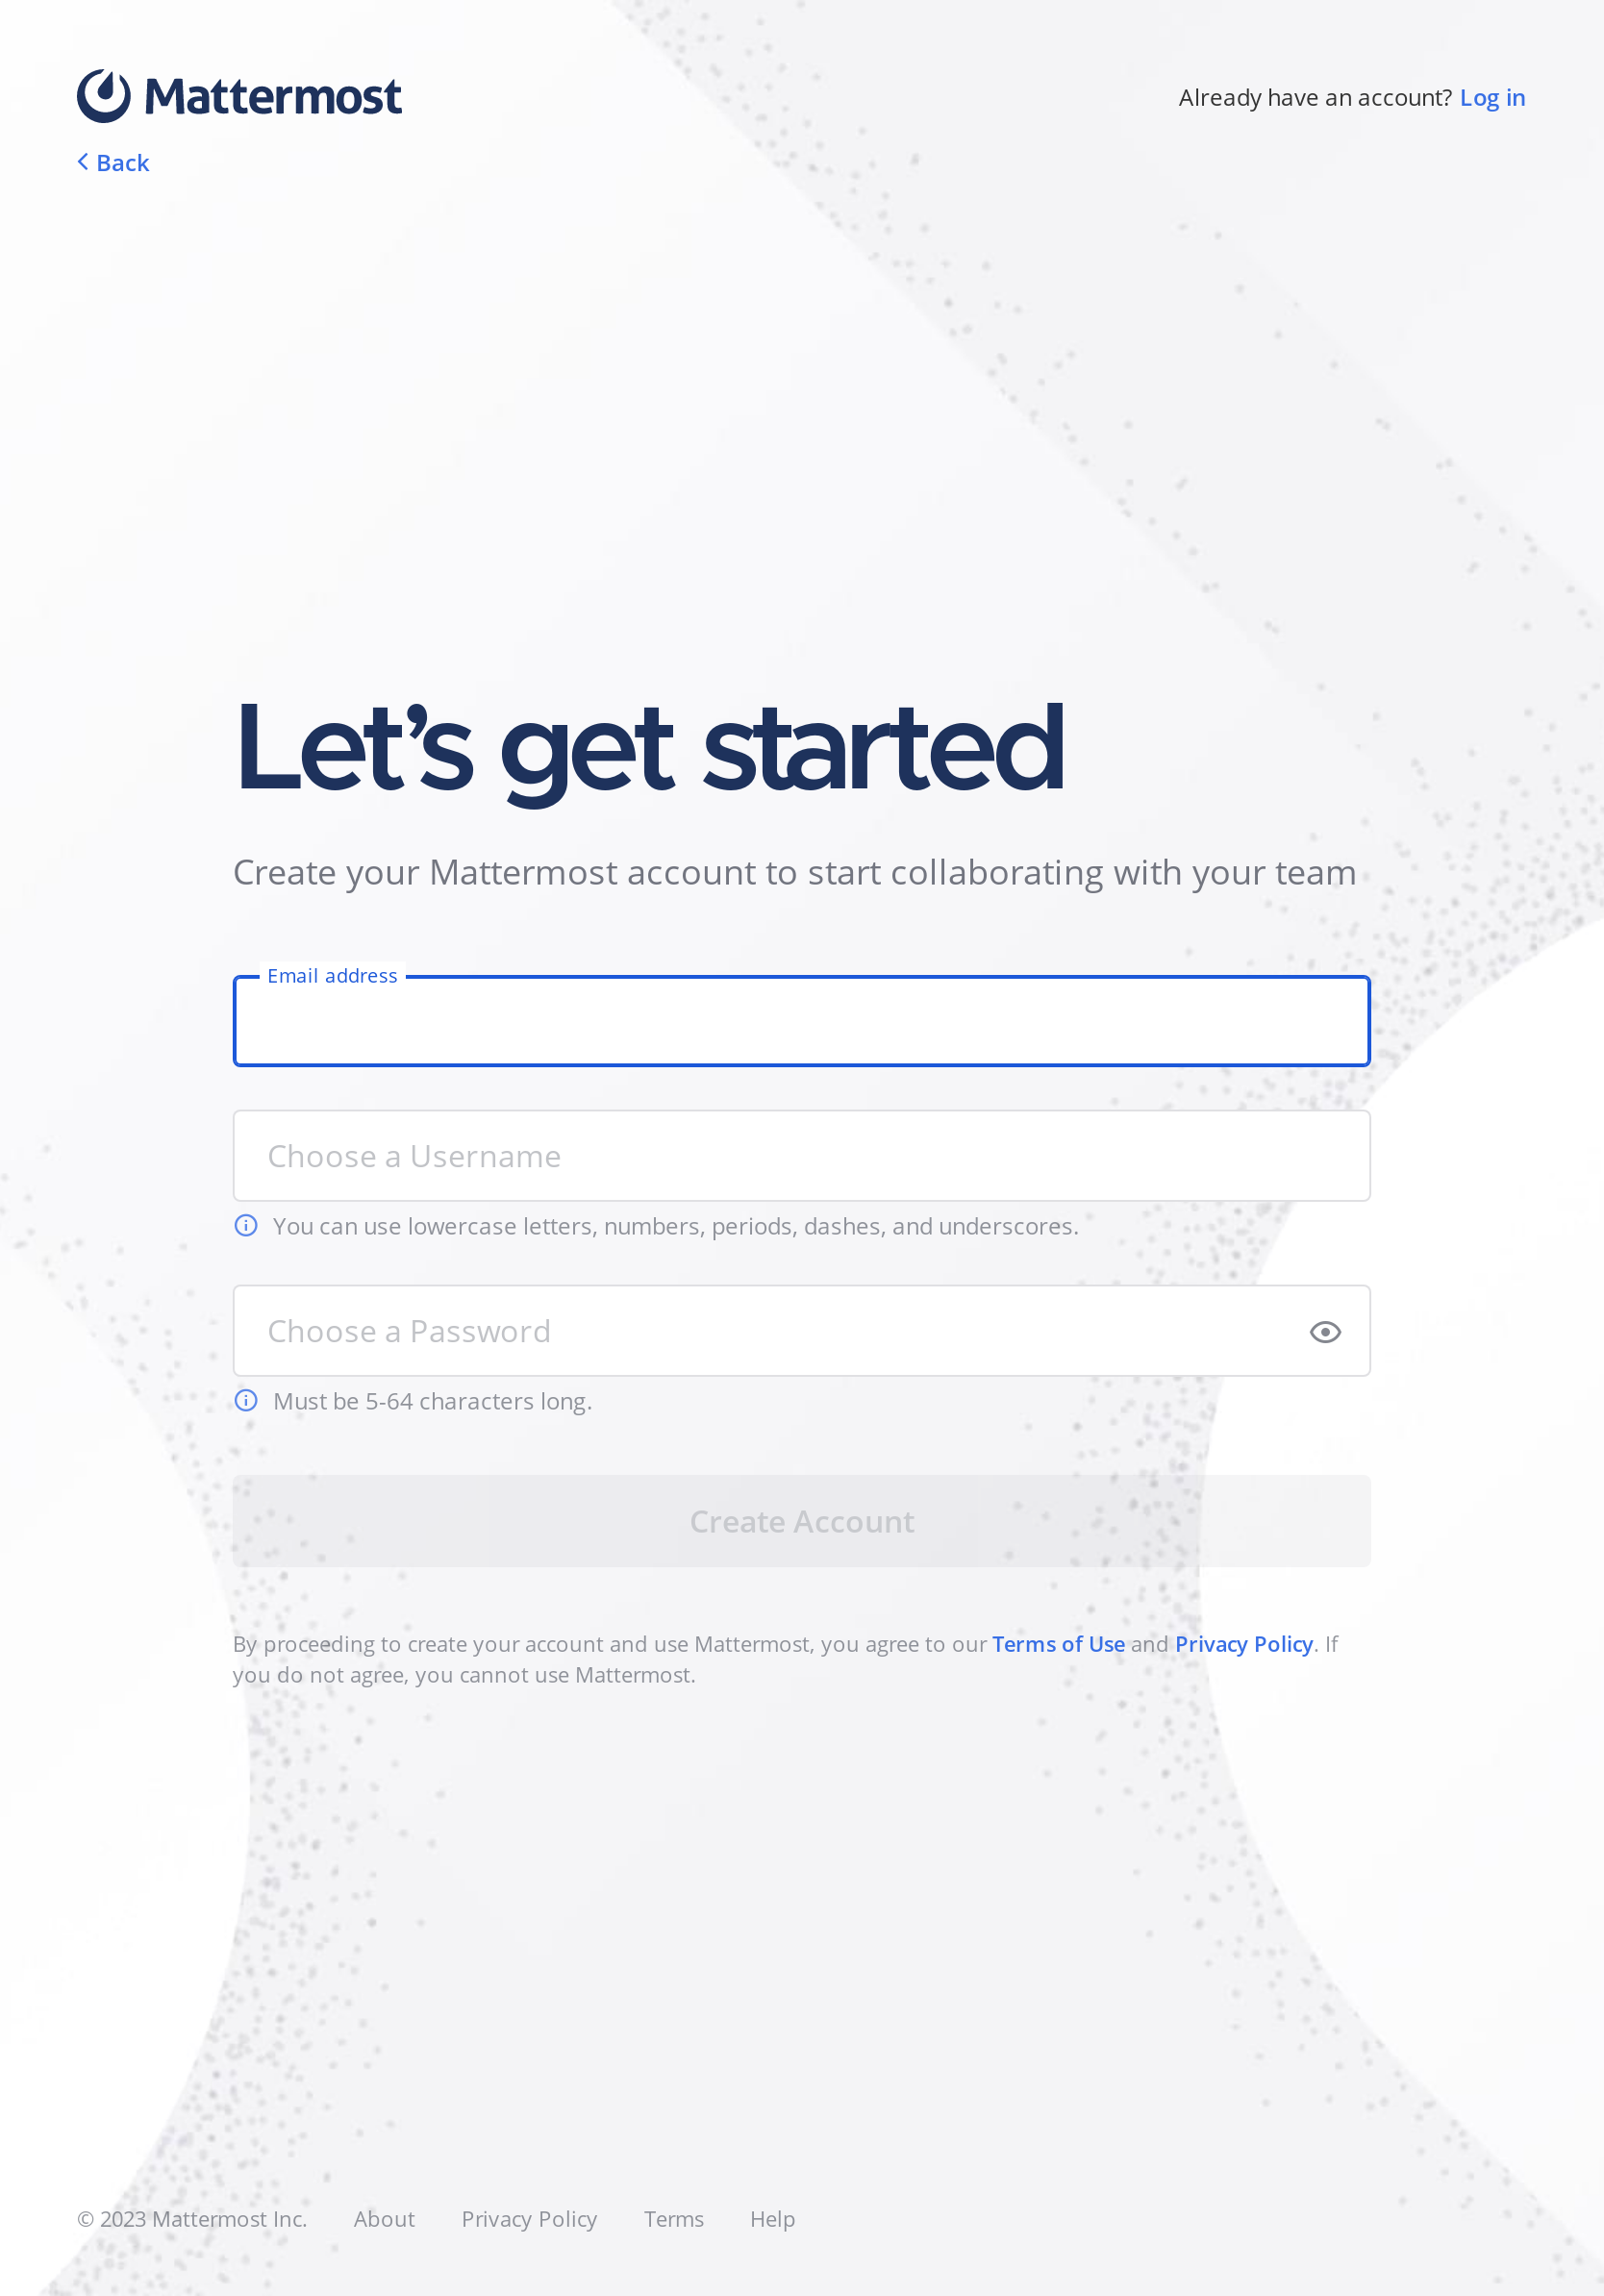 Mattermost
Already have an account? Log in
Back
Let’s get started
Create your Mattermost account to start collaborating with your team
Email address
Choose a Username
You can use lowercase letters, numbers, periods, dashes, and underscores.
Choose a Password
Must be 5-64 characters long.
Create Account
By proceeding to create your account and use Mattermost, you agree to our Terms of Use and Privacy Policy. If
you do not agree, you cannot use Mattermost.
© 2023 Mattermost Inc. About Privacy Policy Terms Help